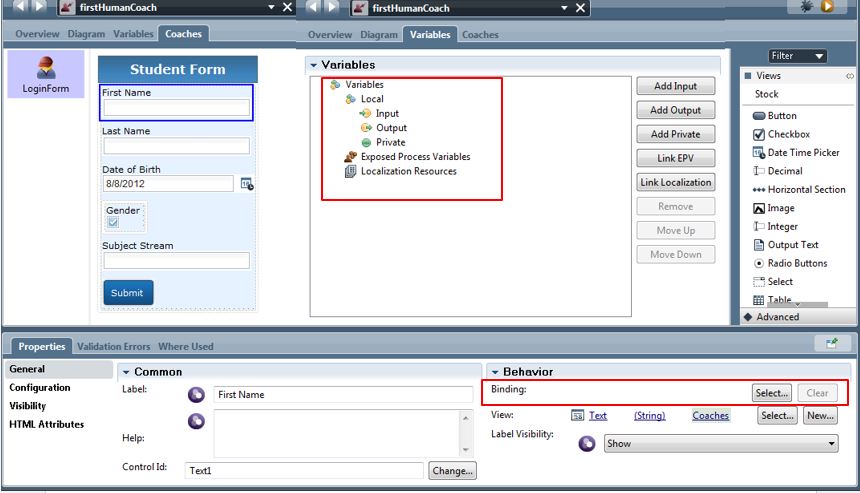 firstHumanCoach
Overview Diagram Variables Coaches
LoginForm
Student Form
First Name
Last Name
Date of Birth
8/8/2012
Gender
Subject Stream
Submit
firstHumanCoach
Overview Diagram Variables Coaches
Variables
Variables
Local
Input
Output
Private
Exposed Process Variables
Localization Resources
Add Input
Add Output
Add Private
Link EPV
Link Localization
Remove
Move Up
Move Down
Filter
Views
Stock
Button
Checkbox
Date Time Picker
Decimal
Horizontal Section
Image
Integer
Output Text
Radio Buttons
Select
Table
Advanced
Properties Validation Errors Where Used
General
Configuration
Visibility
HTML Attributes
Common
Label: First Name
Help:
Control Id: Text1 Change...
Behavior
Binding: Select... Clear
View: Text (String) Coaches Select... New...
Label Visibility: Show